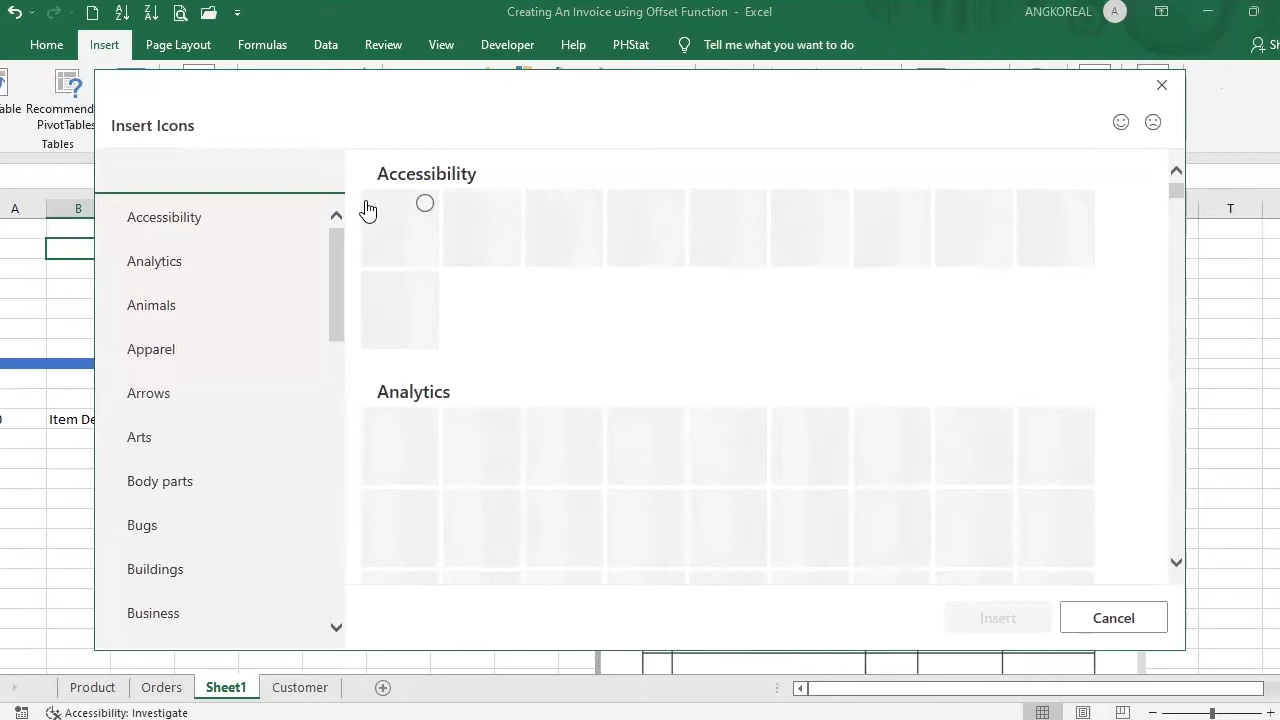 Creating An Invoice using Offset Function - Excel
ANGKOREAL A
Home Insert Page Layout Formulas Data Review View Developer Help PHStat Tell me what you want to do Sh
able Recommend
PivotTables
Tables
Insert Icons
Accessibility
Analytics
Animals
Apparel
Arrows
Arts
Body parts
Bugs
Buildings
Business
Accessibility
Analytics
Insert Cancel
A B T
Item De
Product Orders Sheet1 Customer
Accessibility: Investigate